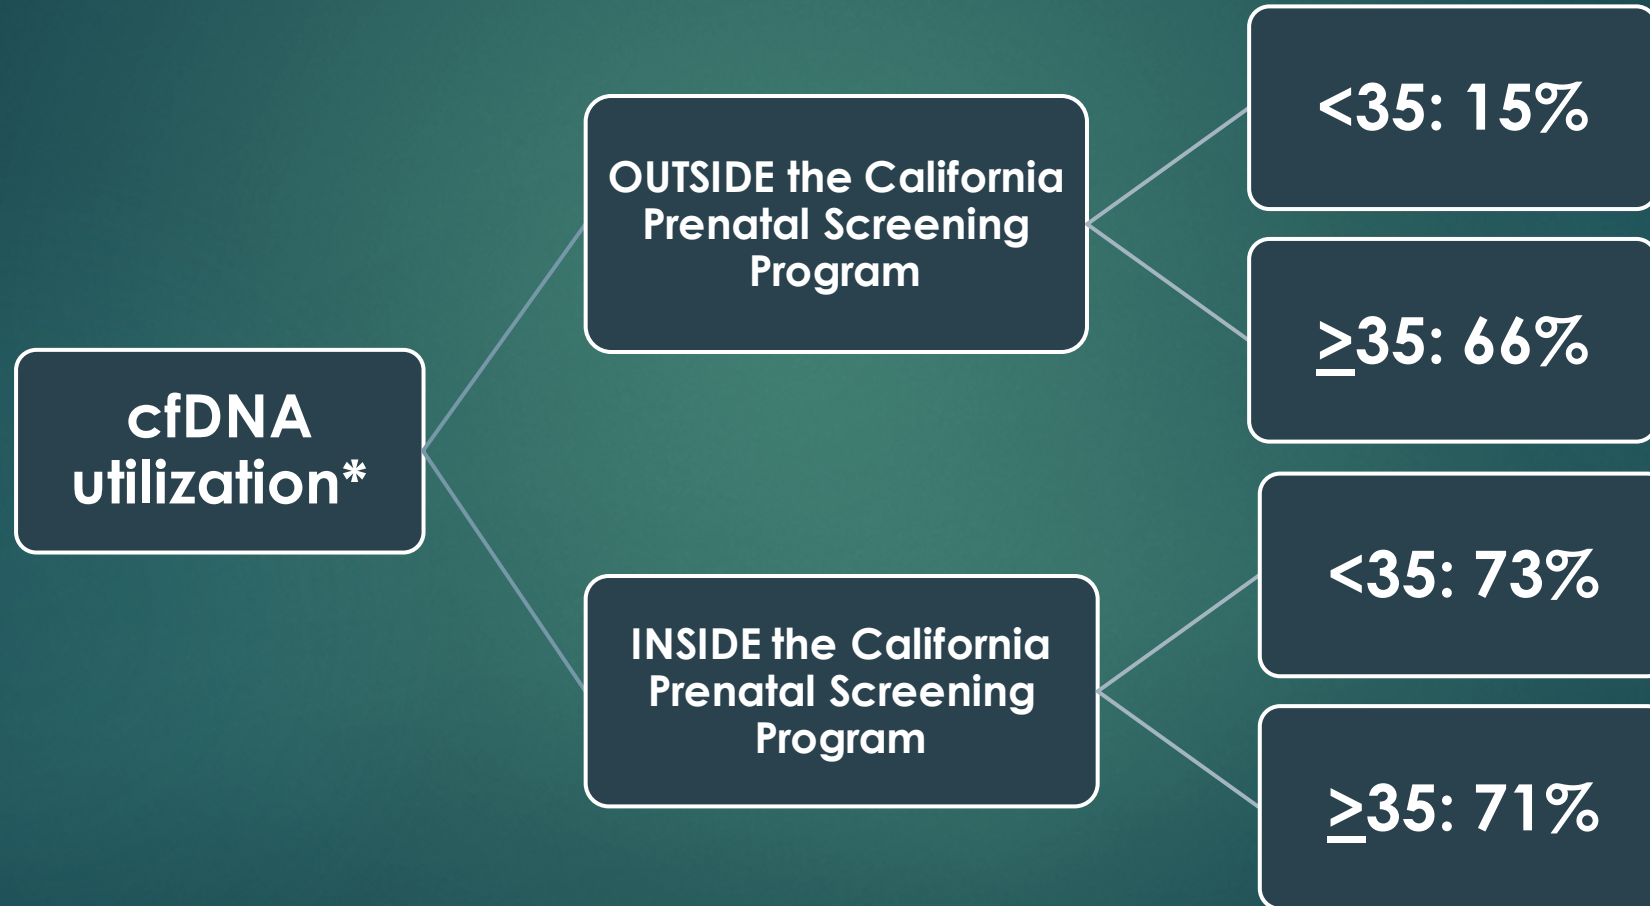 cfDNA
utilization*
OUTSIDE the California
Prenatal Screening
Program
<35: 15%
≥35: 66%
INSIDE the California
Prenatal Screening
Program
<35: 73%
≥35: 71%